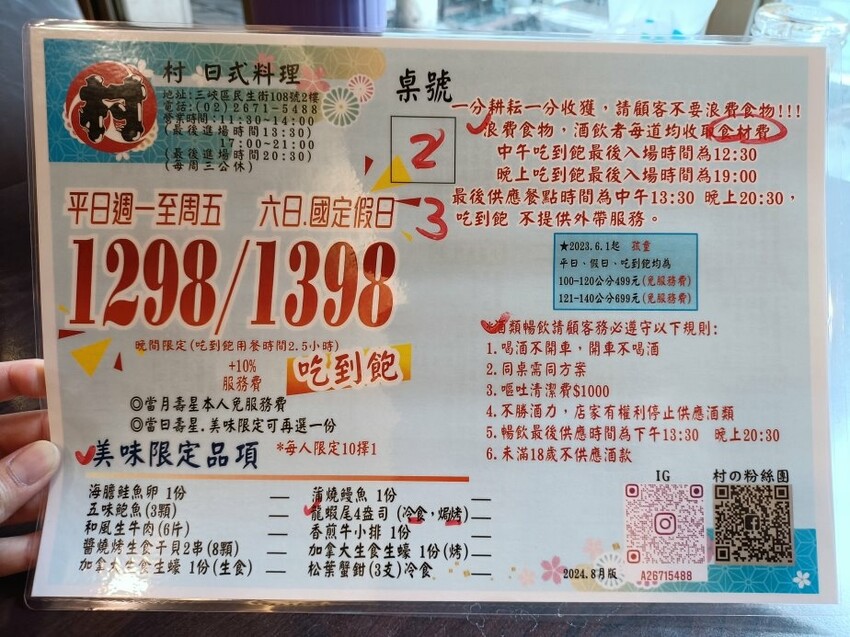 村
村 日式料理
地址:三峽區民生街108號2樓
電話:(02)2671-5488
營業時間:11:30-14:00
(最後進場時間13:30)
17:00-21:00
(最後進場時間20:30)
(每周三公休)
桌號
2
3
平日週一至周五 六日.國定假日
1298/1398
晚間限定(吃到飽用餐時間2.5小時)
+10%
服務費
吃到飽
◎當月壽星本人免服務費
◎當日壽星.美味限定可再選一份
美味限定品項 *每人限定10擇1
海膽鮭魚卵 1份
五味鮑魚(3顆)
和風生牛肉(6片)
醬燒烤生食干貝2串(8顆)
加拿大生食生蠔 1份(生食)
蒲燒鰻魚 1份
龍蝦尾4盎司 (冷食,焗烤)
香煎牛小排 1份
加拿大生食生蠔 1份(烤)
松葉蟹鉗(3支)冷食
一分耕耘一分收獲，請顧客不要浪費食物!!!
浪費食物，酒飲者每道均收取食材費
中午吃到飽最後入場時間為12:30
晚上吃到飽最後入場時間為19:00
最後供應餐點時間為中午13:30 晚上20:30，
吃到飽 不提供外帶服務。
★2023.6.1起 孩童
平日、假日、吃到飽均為
100-120公分499元(免服務費)
121-140公分699元(免服務費)
*酒類暢飲請顧客務必遵守以下規則:
1.喝酒不開車，開車不喝酒
2.同桌需同方案
3.嘔吐清潔費$1000
4.不勝酒力，店家有權利停止供應酒類
5.暢飲最後供應時間為下午13:30 晚上20:30
6.未滿18歲不供應酒款
IG
村の粉絲團
A26715488
2024.8月版